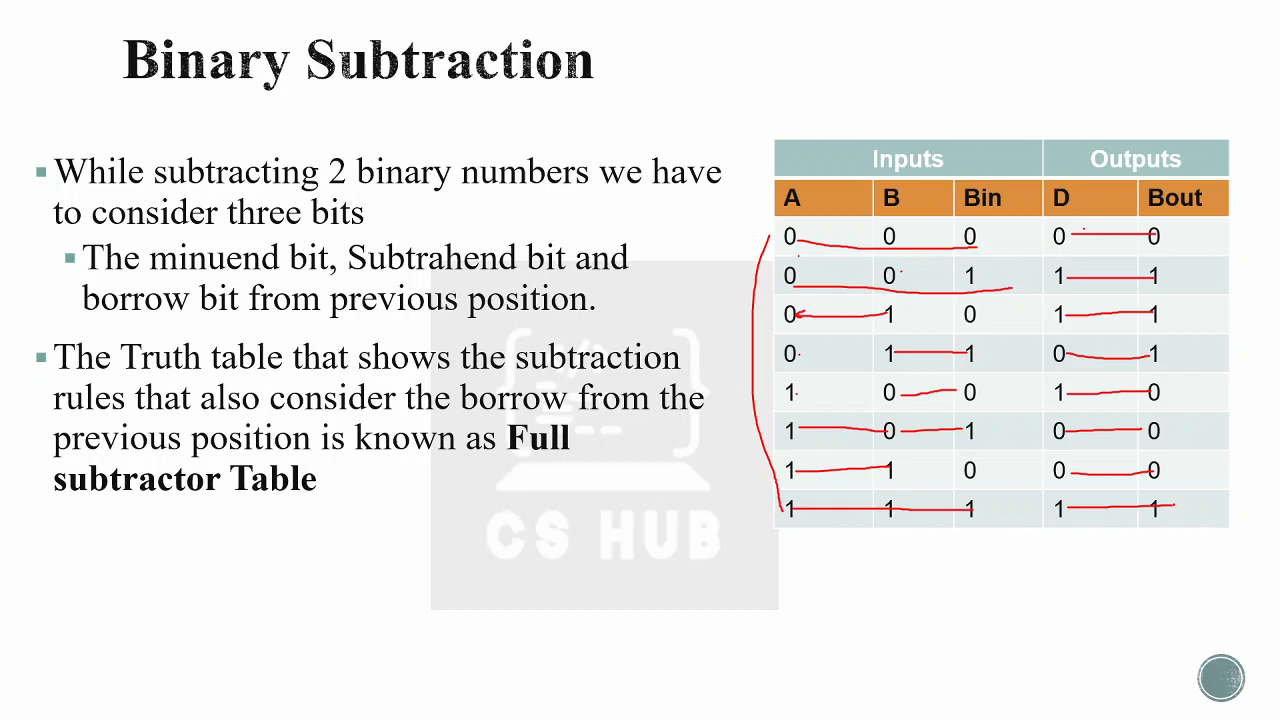 Binary Subtraction
While subtracting 2 binary numbers we have
to consider three bits
The minuend bit, Subtrahend bit and
borrow bit from previous position.
The Truth table that shows the subtraction
rules that also consider the borrow from the
previous position is known as Full
subtractor Table
Inputs Outputs
A B Bin D Bout
0 0 0 0 0
0 0 1 1 1
0 1 0 1 1
0 1 1 0 1
1 0 0 1 0
1 0 1 0 0
1 1 0 0 0
1 1 1 1 1
CS HUB